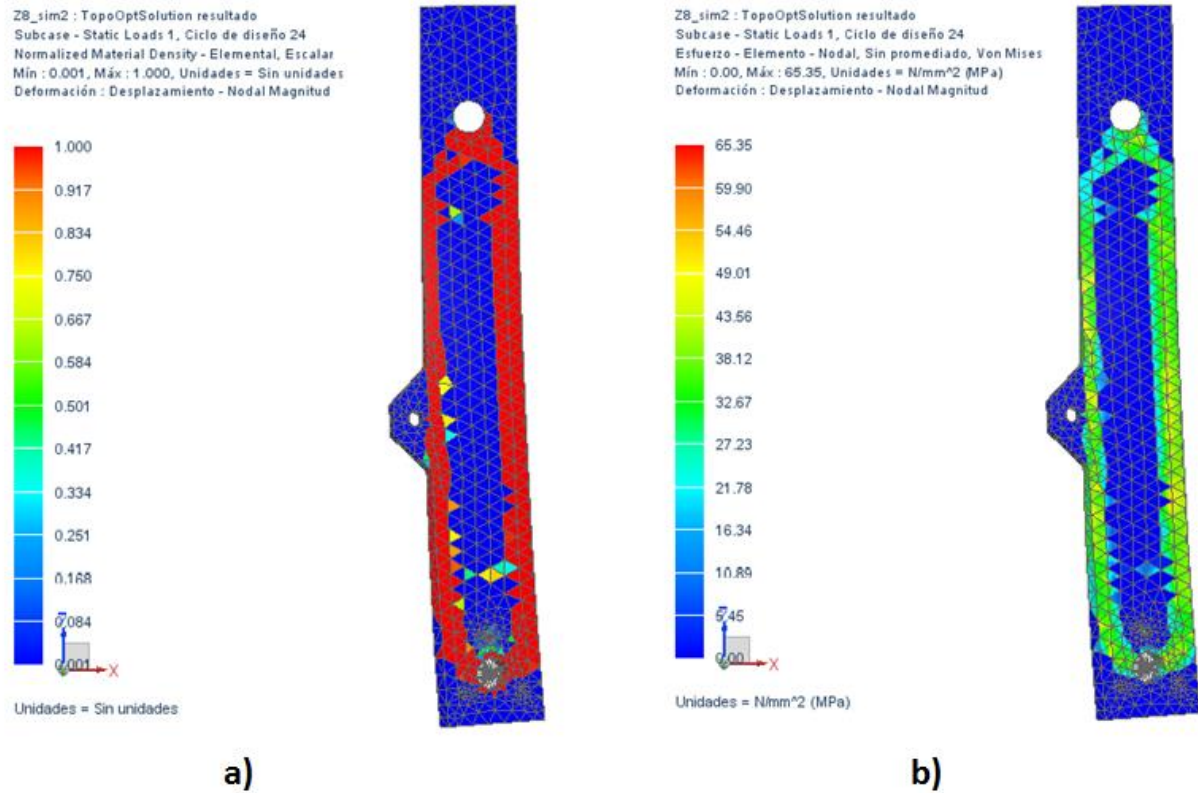 Z8_sim2 : TopoOptSolution resultado
Subcase - Static Loads 1, Ciclo de diseño 24
Normalized Material Density - Elemental, Escalar
Mín : 0.001, Máx : 1.000, Unidades = Sin unidades
Deformación : Desplazamiento - Nodal Magnitud
1.000
0.917
0.834
0.750
0.667
0.584
0.501
0.417
0.334
0.251
0.168
0.084
0.001
Z
X
Unidades = Sin unidades
a)
Z8_sim2 : TopoOptSolution resultado
Subcase - Static Loads 1, Ciclo de diseño 24
Esfuerzo - Elemento - Nodal, Sin promediado, Von Mises
Mín : 0.00, Máx : 65.35, Unidades = N/mm^2 (MPa)
Deformación : Desplazamiento - Nodal Magnitud
65.35
59.90
54.46
49.01
43.56
38.12
32.67
27.23
21.78
16.34
10.89
5.45
0.00
Z
X
Unidades = N/mm^2 (MPa)
b)